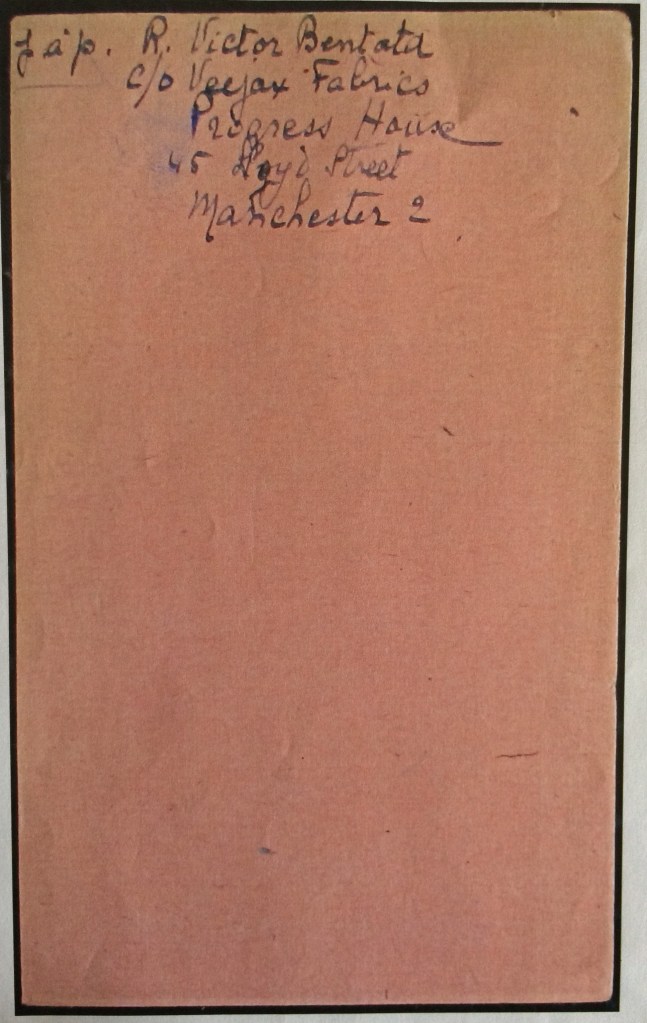 f à p. R. Victor Bentata
c/o Veejax Fabrics
Progress House
45 Lloyd Street
Manchester 2